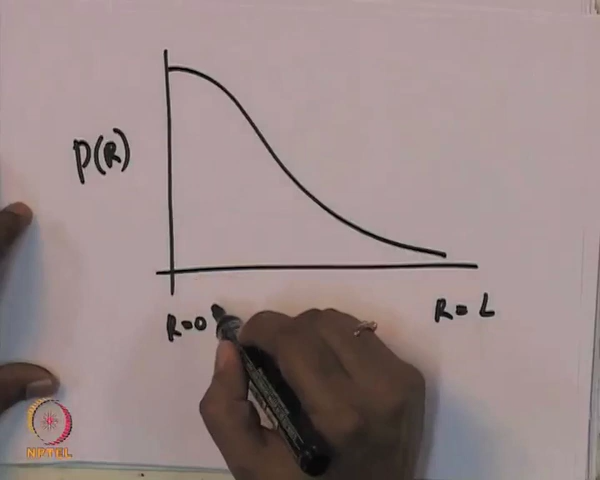 P(R)
R=0
R = L
NPTEL